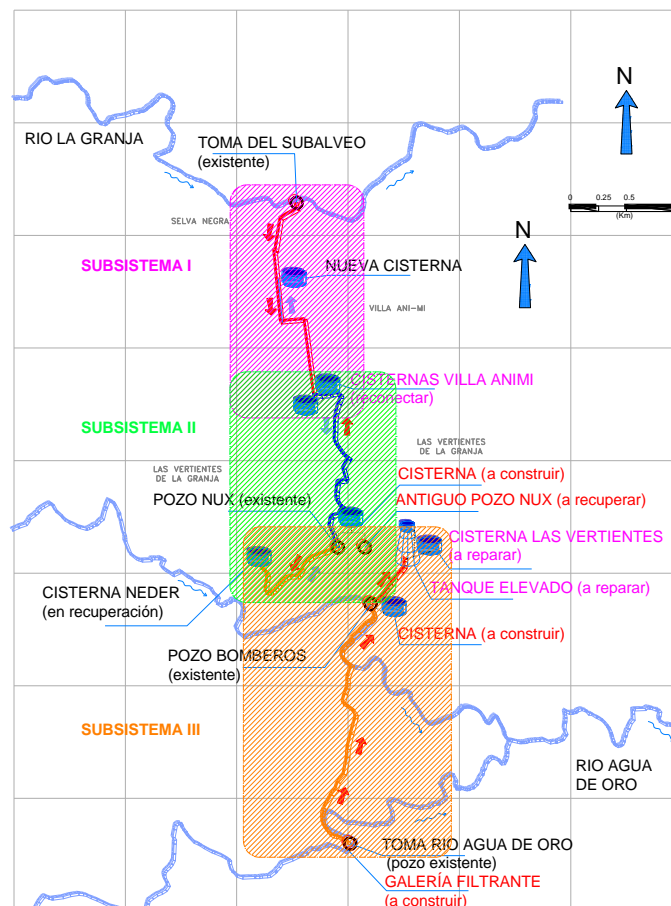 N
RIO LA GRANJA
TOMA DEL SUBALVEO
(existente)
0 0.25 0.5
(Km)
SELVA NEGRA
N
SUBSISTEMA I
NUEVA CISTERNA
VILLA ANI-MI
CISTERNAS VILLA ANIMI
(reconectar)
SUBSISTEMA II
LAS VERTIENTES
DE LA GRANJA
LAS VERTIENTES
DE LA GRANJA
CISTERNA (a construir)
POZO NUX (existente)
ANTIGUO POZO NUX (a recuperar)
CISTERNA LAS VERTIENTES
(a reparar)
CISTERNA NEDER
(en recuperación)
TANQUE ELEVADO (a reparar)
CISTERNA (a construir)
POZO BOMBEROS
(existente)
SUBSISTEMA III
RIO AGUA
DE ORO
TOMA RIO AGUA DE ORO
(pozo existente)
GALERÍA FILTRANTE
(a construir)